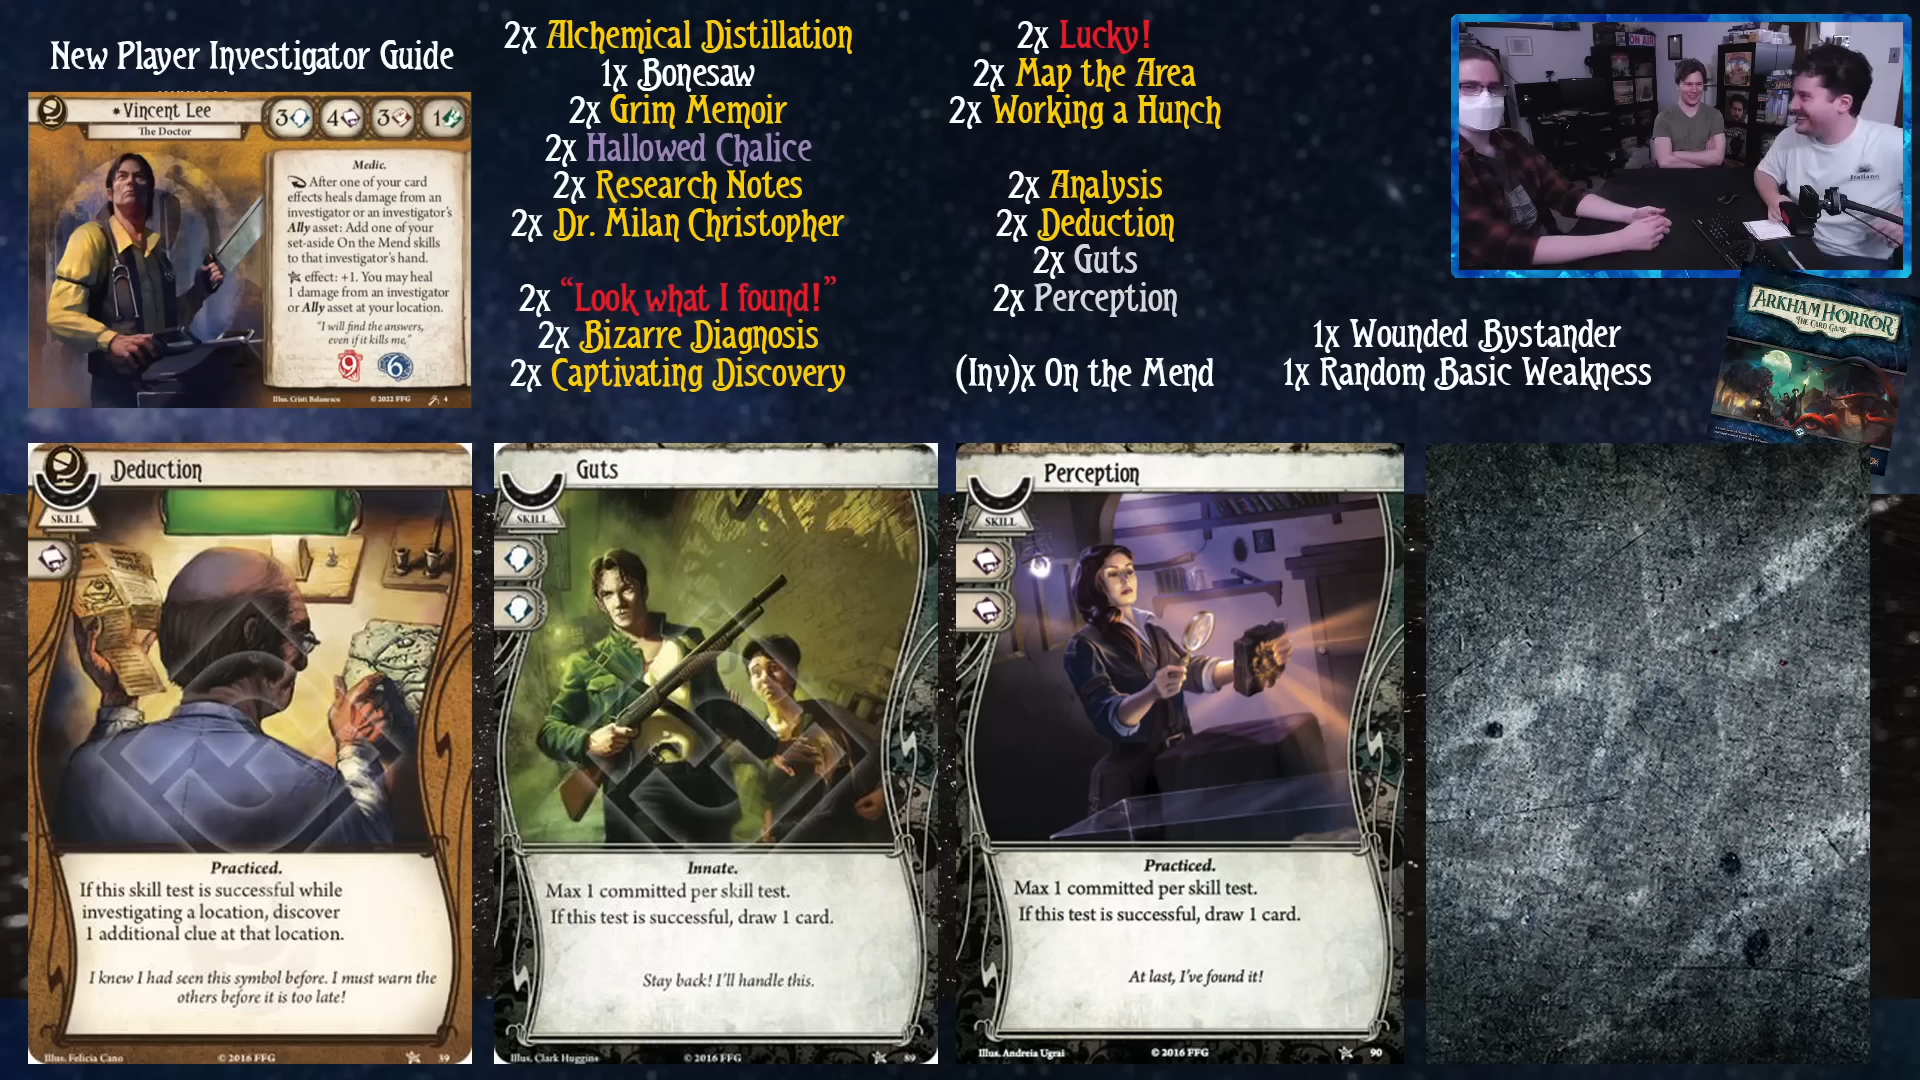 New Player Investigator Guide
Vincent Lee
The Doctor
3 4 3 1
Medic.
After one of your card
effects heals damage from an
investigator or an investigator's
Ally asset: Add one of your
set-aside On the Mend skills
to that investigator's hand.
effect: +1. You may heal
1 damage from an investigator
or Ally asset at your location.
"I will find the answers,
even if it kills me."
9 6
Illus. Cristi Balanescu © 2022 FFG 4
2x Alchemical Distillation
1x Bonesaw
2x Grim Memoir
2x Hallowed Chalice
2x Research Notes
2x Dr. Milan Christopher
2x "Look what I found!"
2x Bizarre Diagnosis
2x Captivating Discovery
2x Lucky!
2x Map the Area
2x Working a Hunch
2x Analysis
2x Deduction
2x Guts
2x Perception
(Inv)x On the Mend
1x Wounded Bystander
1x Random Basic Weakness
ON AIR
Italiano
ARKHAM HORROR
THE CARD GAME
Deduction
SKILL
Practiced.
If this skill test is successful while
investigating a location, discover
1 additional clue at that location.
I knew I had seen this symbol before. I must warn the
others before it is too late!
Illus. Felicia Cano © 2016 FFG 39
Guts
SKILL
Innate.
Max 1 committed per skill test.
If this test is successful, draw 1 card.
Stay back! I'll handle this.
Illus. Clark Huggins © 2016 FFG 89
Perception
SKILL
Practiced.
Max 1 committed per skill test.
If this test is successful, draw 1 card.
At last, I've found it!
Illus. Andreia Ugrai © 2016 FFG 90